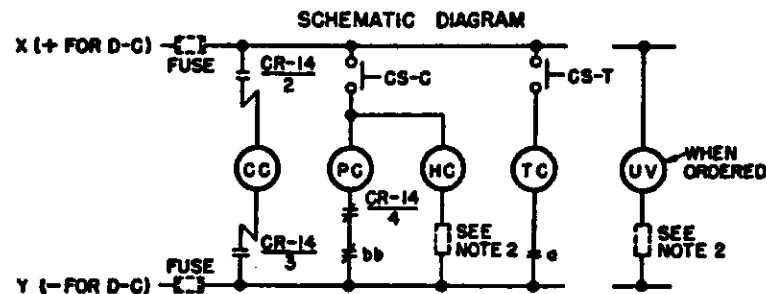 SCHEMATIC DIAGRAM
X (+ FOR D-C)
FUSE
CR-14
2
CS-C
CS-T
CC
PC
HC
TC
UV
WHEN
ORDERED
CR-14
4
CR-14
3
bb
SEE
NOTE 2
a
SEE
NOTE 2
FUSE
Y (- FOR D-C)